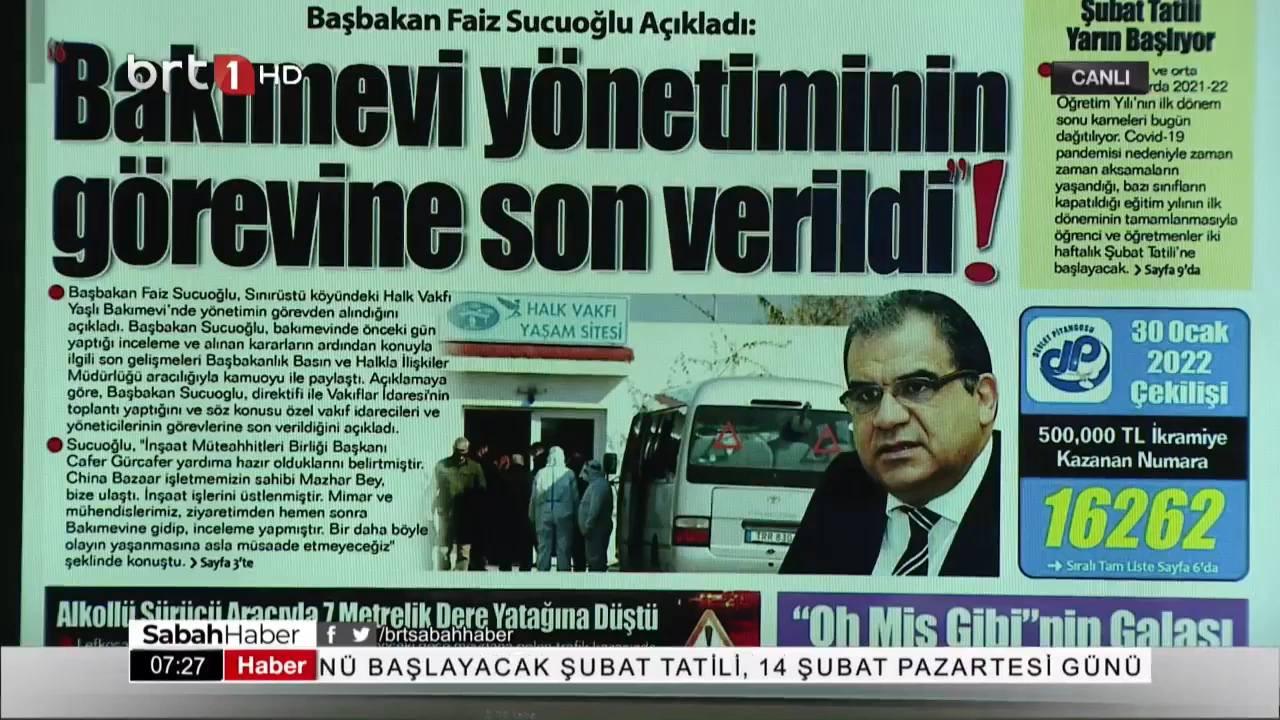 Başbakan Faiz Sucuoğlu Açıkladı:
"Bakımevi yönetiminin
görevine son verildi"!
brt 1 HD
CANLI
Başbakan Faiz Sucuoğlu, Sınırüstü köyündeki Halk Vakfı
Yaşlı Bakımevi'nde yönetimin görevden alındığını
açıkladı. Başbakan Sucuoğlu, bakımevinde önceki gün
yaptığı inceleme ve alınan kararların ardından konuyla
ilgili son gelişmeleri Başbakanlık Basın ve Halkla İlişkiler
Müdürlüğü aracılığıyla kamuoyu ile paylaştı. Açıklamaya
göre, Başbakan Sucuoglu, direktifi ile Vakıflar İdaresi'nin
toplantı yaptığını ve söz konusu özel vakıf idarecileri ve
yöneticilerinin görevlerine son verildiğini açıkladı.
Sucuoğlu, "İnşaat Müteahhitleri Birliği Başkanı
Cafer Gürcafer yardıma hazır olduklarını belirtmiştir.
China Bazaar işletmemizin sahibi Mazhar Bey,
bize ulaştı. İnşaat işlerini üstlenmiştir. Mimar ve
mühendislerimiz, ziyaretimden hemen sonra
Bakımevine gidip, inceleme yapmıştır. Bir daha böyle
olayın yaşanmasına asla müsaade etmeyeceğiz"
şeklinde konuştu. > Sayfa 3'te
HALK VAKFI
YAŞAM SİTESİ
Şubat Tatili
Yarın Başlıyor
ve orta
2021-22
Öğretim Yılı'nın ilk dönem
sonu karneleri bugün
dağıtılıyor. Covid-19
pandemisi nedeniyle zaman
zaman aksamaların
yaşandığı, bazı sınıfların
kapatıldığı eğitim yılının ilk
döneminin tamamlanmasıyla
öğrenci ve öğretmenler iki
haftalık Şubat Tatili'ne
başlayacak. > Sayfa 9'da
DEVLET PİYANGOSU
30 Ocak
2022
Çekilişi
500,000 TL İkramiye
Kazanan Numara
16262
→ Sıralı Tam Liste Sayfa 6'da
Alkollü Sürücü Aracıyla 7 Metrelik Dere Yatağına Düştü
"Oh Mis Gibi"nin Galası
SabahHaber
/brtsabahhaber
07:27
Haber
NÜ BAŞLAYACAK ŞUBAT TATİLİ, 14 ŞUBAT PAZARTESİ GÜNÜ